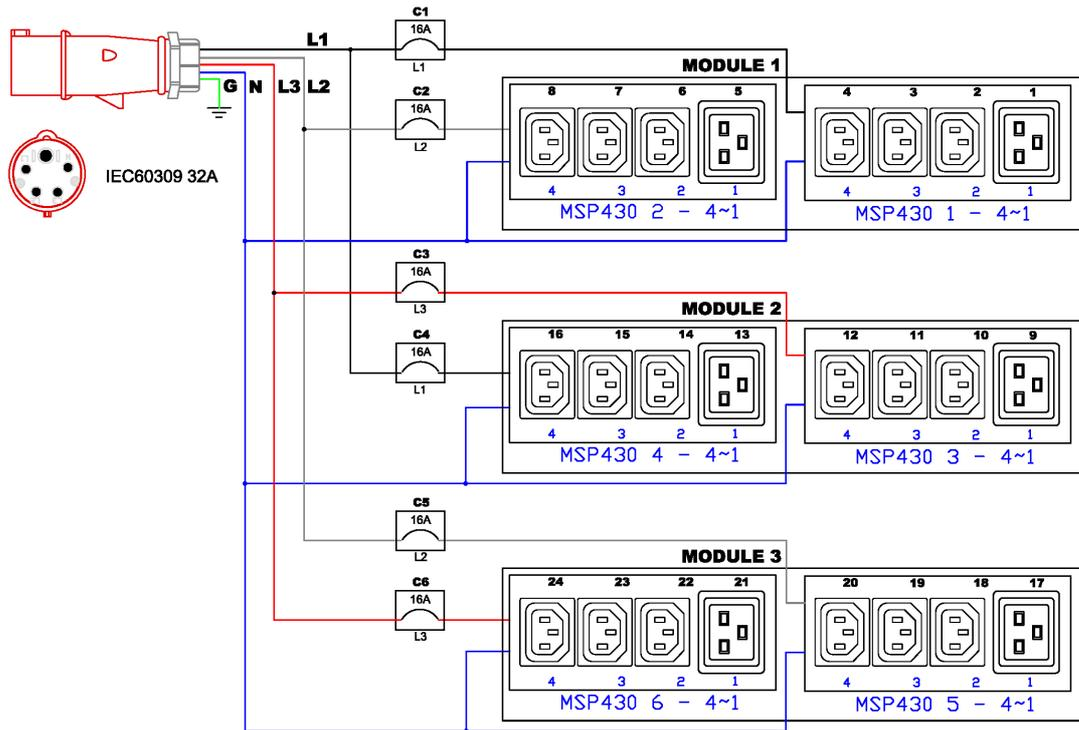 C1
16A
L1
L1
G N L3 L2
C2
16A
L2
IEC60309 32A
MODULE 1
8 7 6 5
4 3 2 1
MSP430 2 - 4~1
4 3 2 1
4 3 2 1
MSP430 1 - 4~1
C3
16A
L3
C4
16A
L1
MODULE 2
16 15 14 13
4 3 2 1
MSP430 4 - 4~1
12 11 10 9
4 3 2 1
MSP430 3 - 4~1
C5
16A
L2
C6
16A
L3
MODULE 3
24 23 22 21
4 3 2 1
MSP430 6 - 4~1
20 19 18 17
4 3 2 1
MSP430 5 - 4~1